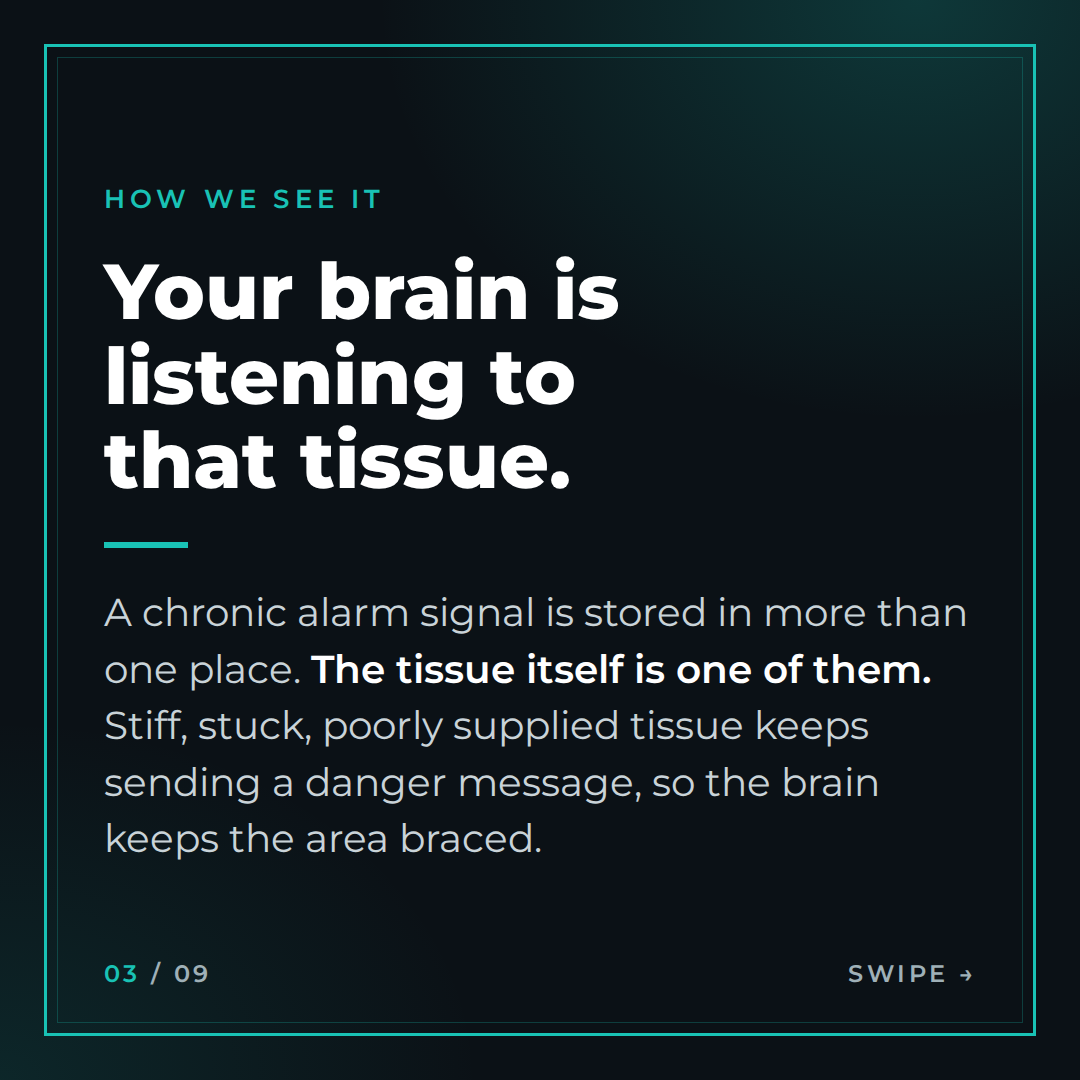 HOW WE SEE IT
Your brain is
listening to
that tissue.
A chronic alarm signal is stored in more than
one place. The tissue itself is one of them.
Stiff, stuck, poorly supplied tissue keeps
sending a danger message, so the brain
keeps the area braced.
03 / 09
SWIPE →